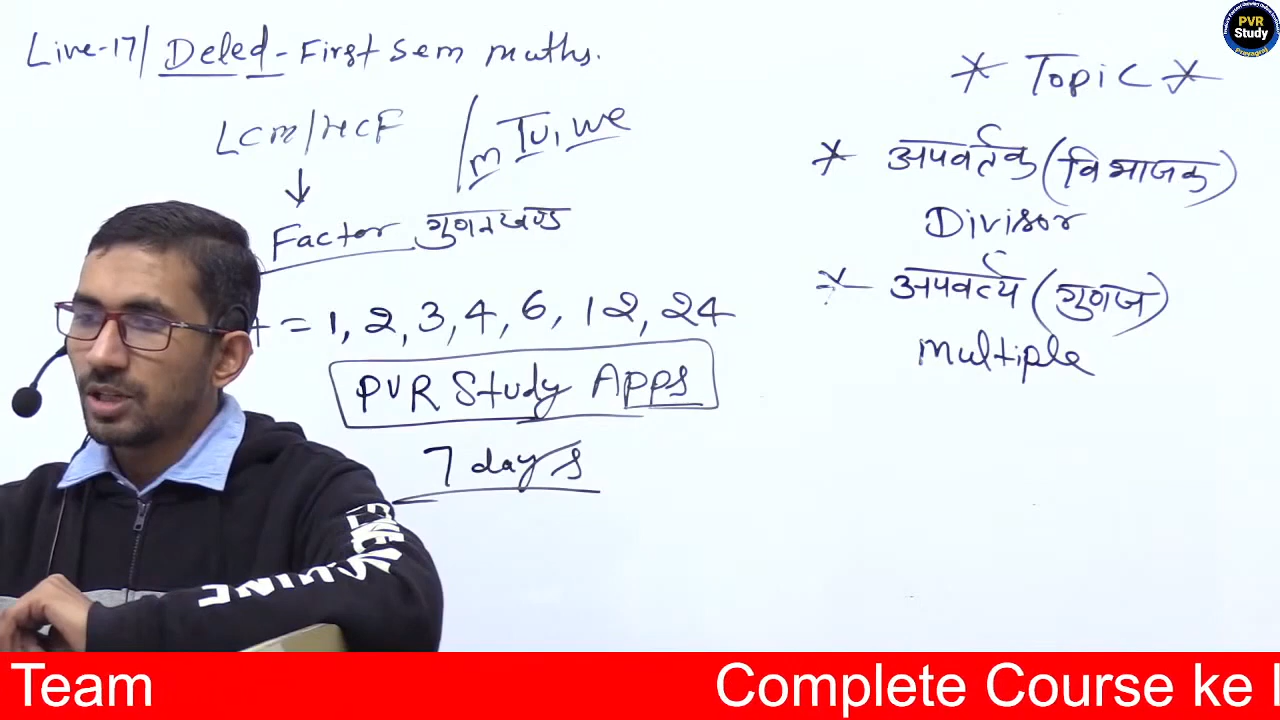 Live-17/ Deled - First Sem maths.
LCM/HCF
m Tu, we
Factor गुणनखण्ड
4 = 1, 2, 3, 4, 6, 12, 24
PVR Study Apps
7 days
* Topic *
* अपवर्तक (विभाजक)
Divisor
* अपवर्त्य (गुणज)
multiple
PVR
Study
Prayagraj
Team
Complete Course ke